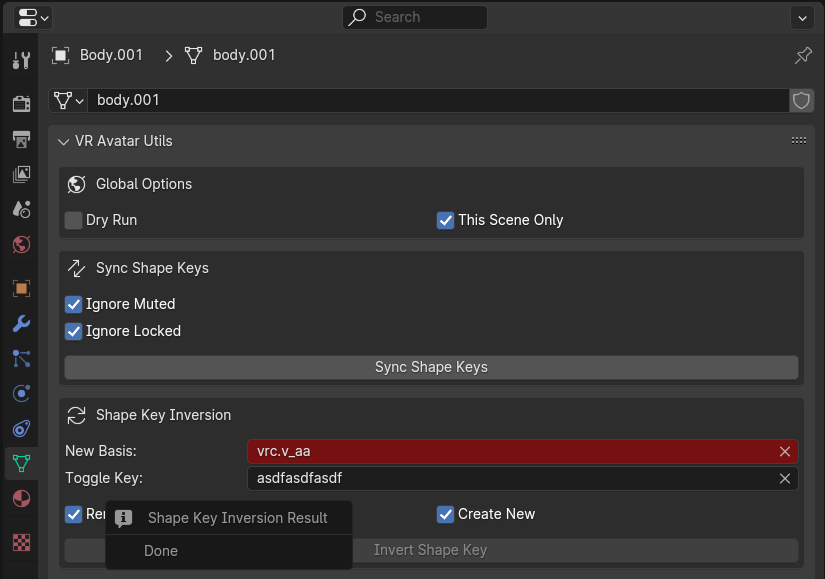 Search
Body.001 > body.001
body.001
VR Avatar Utils
Global Options
Dry Run
This Scene Only
Sync Shape Keys
Ignore Muted
Ignore Locked
Sync Shape Keys
Shape Key Inversion
New Basis: vrc.v_aa
Toggle Key: asdfasdfasdf
Create New
Shape Key Inversion Result
Done
Invert Shape Key